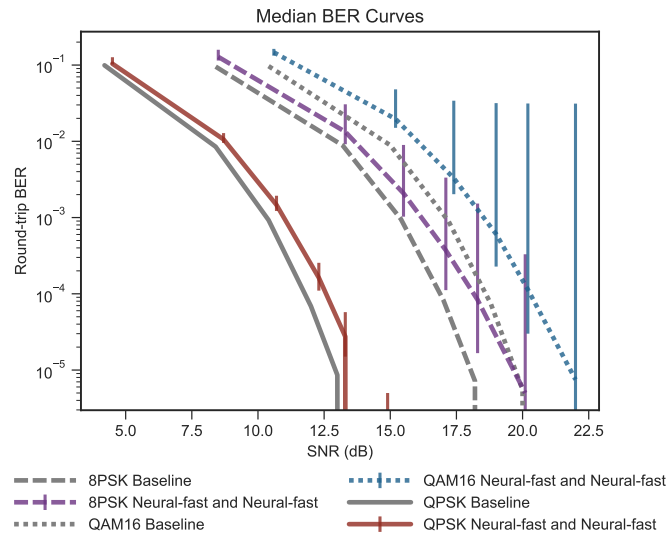 Median BER Curves
Round-trip BER
10⁻¹
10⁻²
10⁻³
10⁻⁴
10⁻⁵
5.0 7.5 10.0 12.5 15.0 17.5 20.0 22.5
SNR (dB)
8PSK Baseline
8PSK Neural-fast and Neural-fast
QAM16 Baseline
QAM16 Neural-fast and Neural-fast
QPSK Baseline
QPSK Neural-fast and Neural-fast